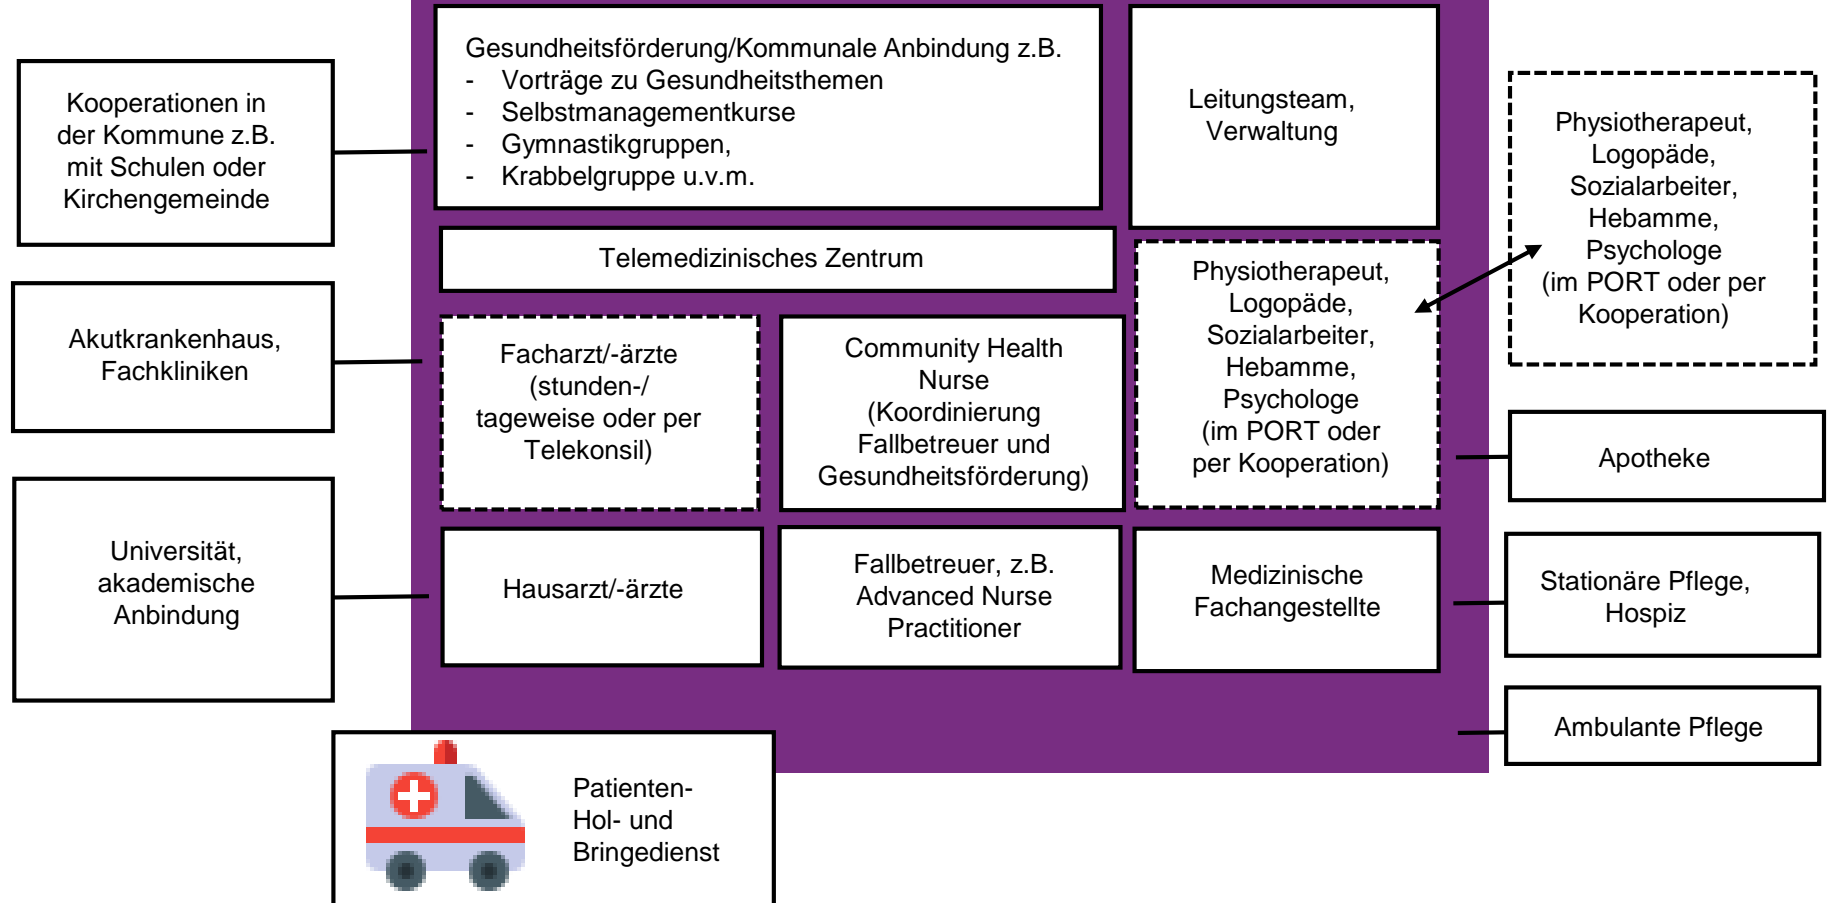 Gesundheitsförderung/Kommunale Anbindung z.B.
- Vorträge zu Gesundheitsthemen
- Selbstmanagementkurse
- Gymnastikgruppen,
- Krabbelgruppe u.v.m.
Leitungsteam,
Verwaltung
Kooperationen in
der Kommune z.B.
mit Schulen oder
Kirchengemeinde
Physiotherapeut,
Logopäde,
Sozialarbeiter,
Hebamme,
Psychologe
(im PORT oder per
Kooperation)
Telemedizinisches Zentrum
Physiotherapeut,
Logopäde,
Sozialarbeiter,
Hebamme,
Psychologe
(im PORT oder
per Kooperation)
Akutkrankenhaus,
Fachkliniken
Facharzt/-ärzte
(stunden-/
tageweise oder per
Telekonsil)
Community Health
Nurse
(Koordinierung
Fallbetreuer und
Gesundheitsförderung)
Apotheke
Universität,
akademische
Anbindung
Hausarzt/-ärzte
Fallbetreuer, z.B.
Advanced Nurse
Practitioner
Medizinische
Fachangestellte
Stationäre Pflege,
Hospiz
Ambulante Pflege
Patienten-
Hol- und
Bringedienst